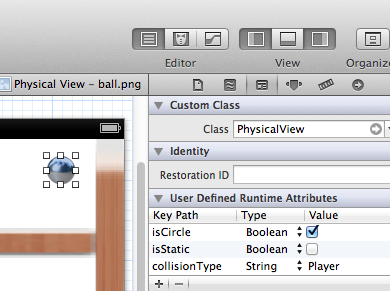 Editor View Organiz
Physical View – ball.png
Custom Class
Class PhysicalView
Identity
Restoration ID
User Defined Runtime Attributes
Key Path Type Value
isCircle Boolean
isStatic Boolean
collisionType String Player